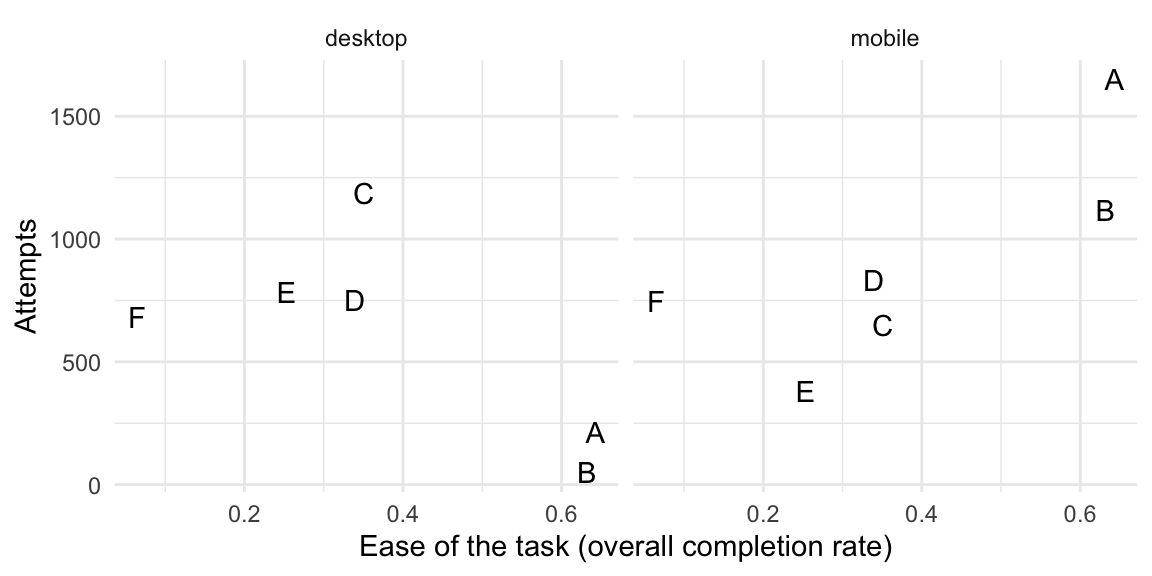 desktop
mobile
1500
1000
500
0
Attempts
C
E
D
F
A
B
A
B
D
F
C
E
0.2
0.4
0.6
0.2
0.4
0.6
Ease of the task (overall completion rate)